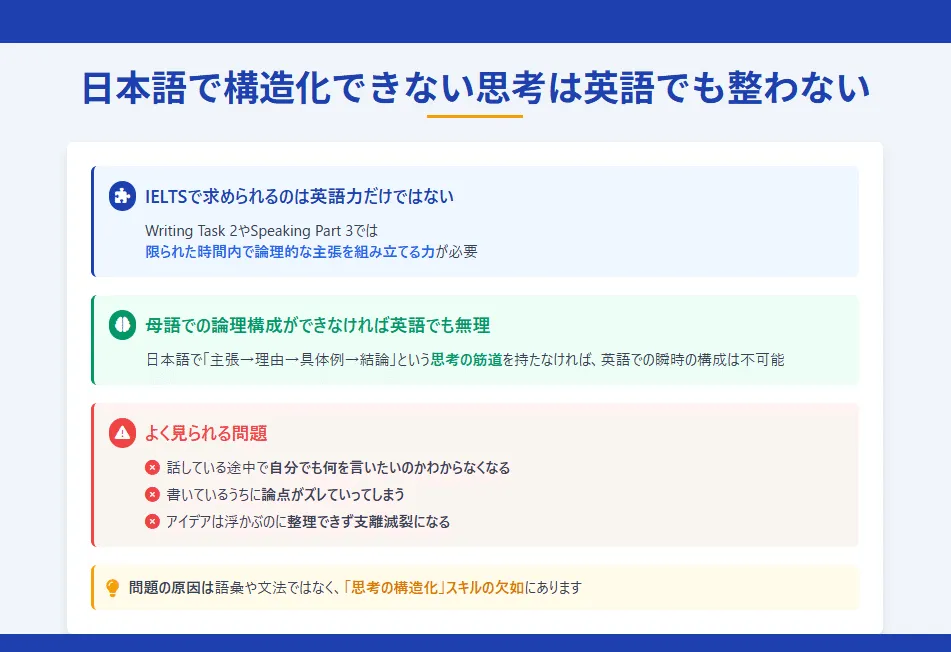 日本語で構造化できない思考は英語でも整わない
IELTSで求められるのは英語力だけではない
Writing Task 2やSpeaking Part 3では
限られた時間内で論理的な主張を組み立てる力が必要
母語での論理構成ができなければ英語でも無理
日本語で「主張→理由→具体例→結論」という思考の筋道を持たなければ、英語での瞬時の構成は不可能
よく見られる問題
話している途中で自分でも何を言いたいのかわからなくなる
書いているうちに論点がズレていってしまう
アイデアは浮かぶのに整理できず支離滅裂になる
問題の原因は語彙や文法ではなく、「思考の構造化」スキルの欠如にあります